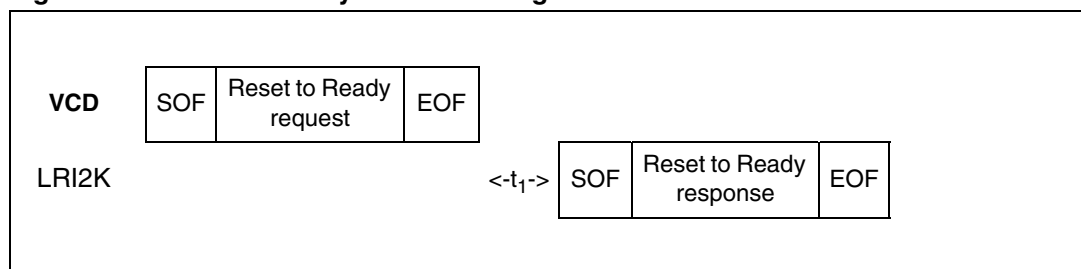 VCD
SOF
Reset to Ready
request
EOF
LRI2K
<-t1->
SOF
Reset to Ready
response
EOF